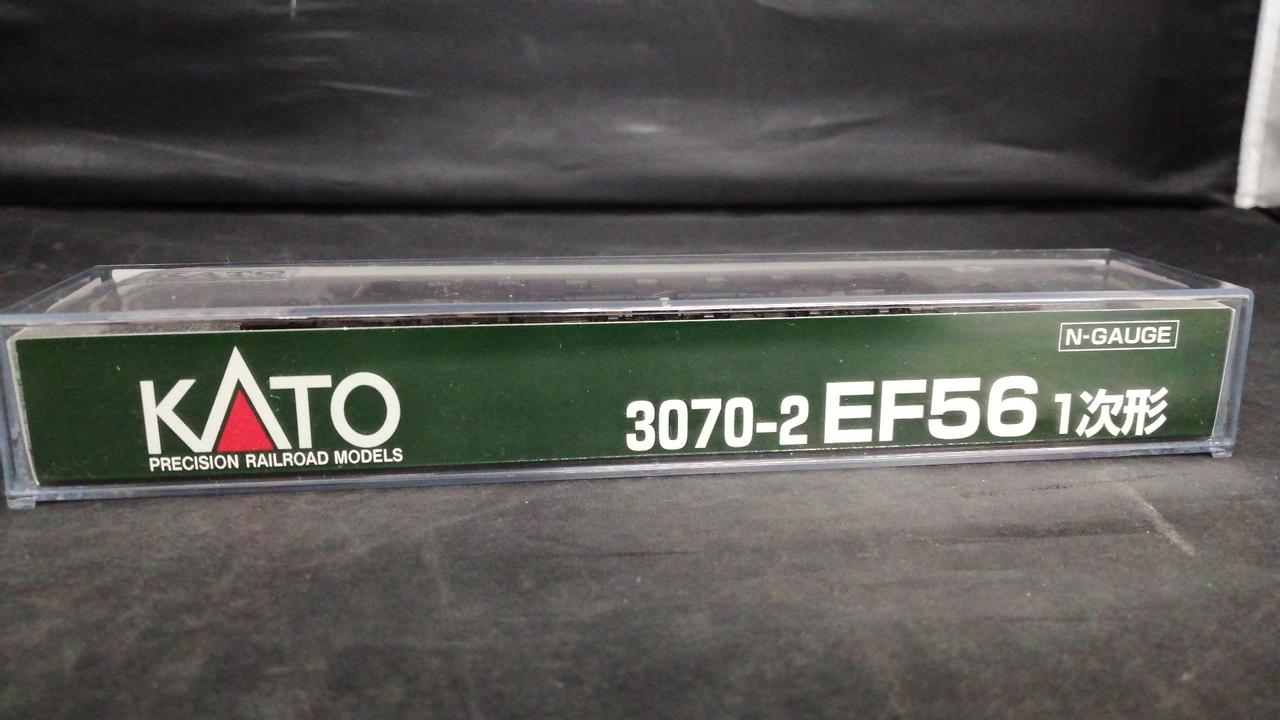 N-GAUGE
KATO
PRECISION RAILROAD MODELS
3070-2 EF56 1次形